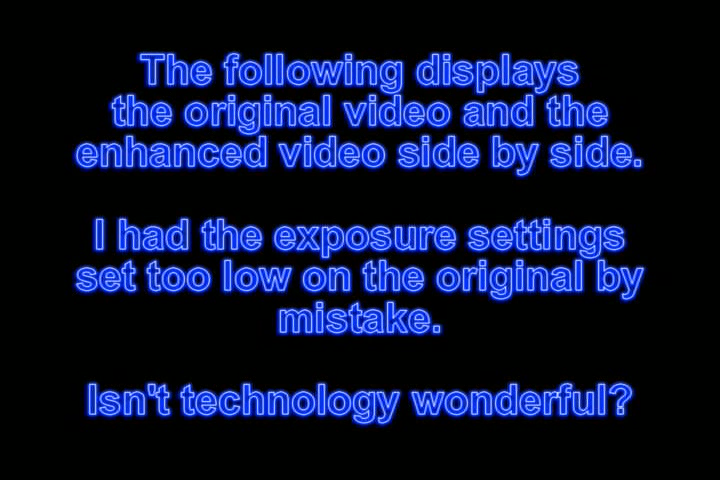 The following displays
the original video and the
enhanced video side by side.
I had the exposure settings
set too low on the original by
mistake.
Isn't technology wonderful?